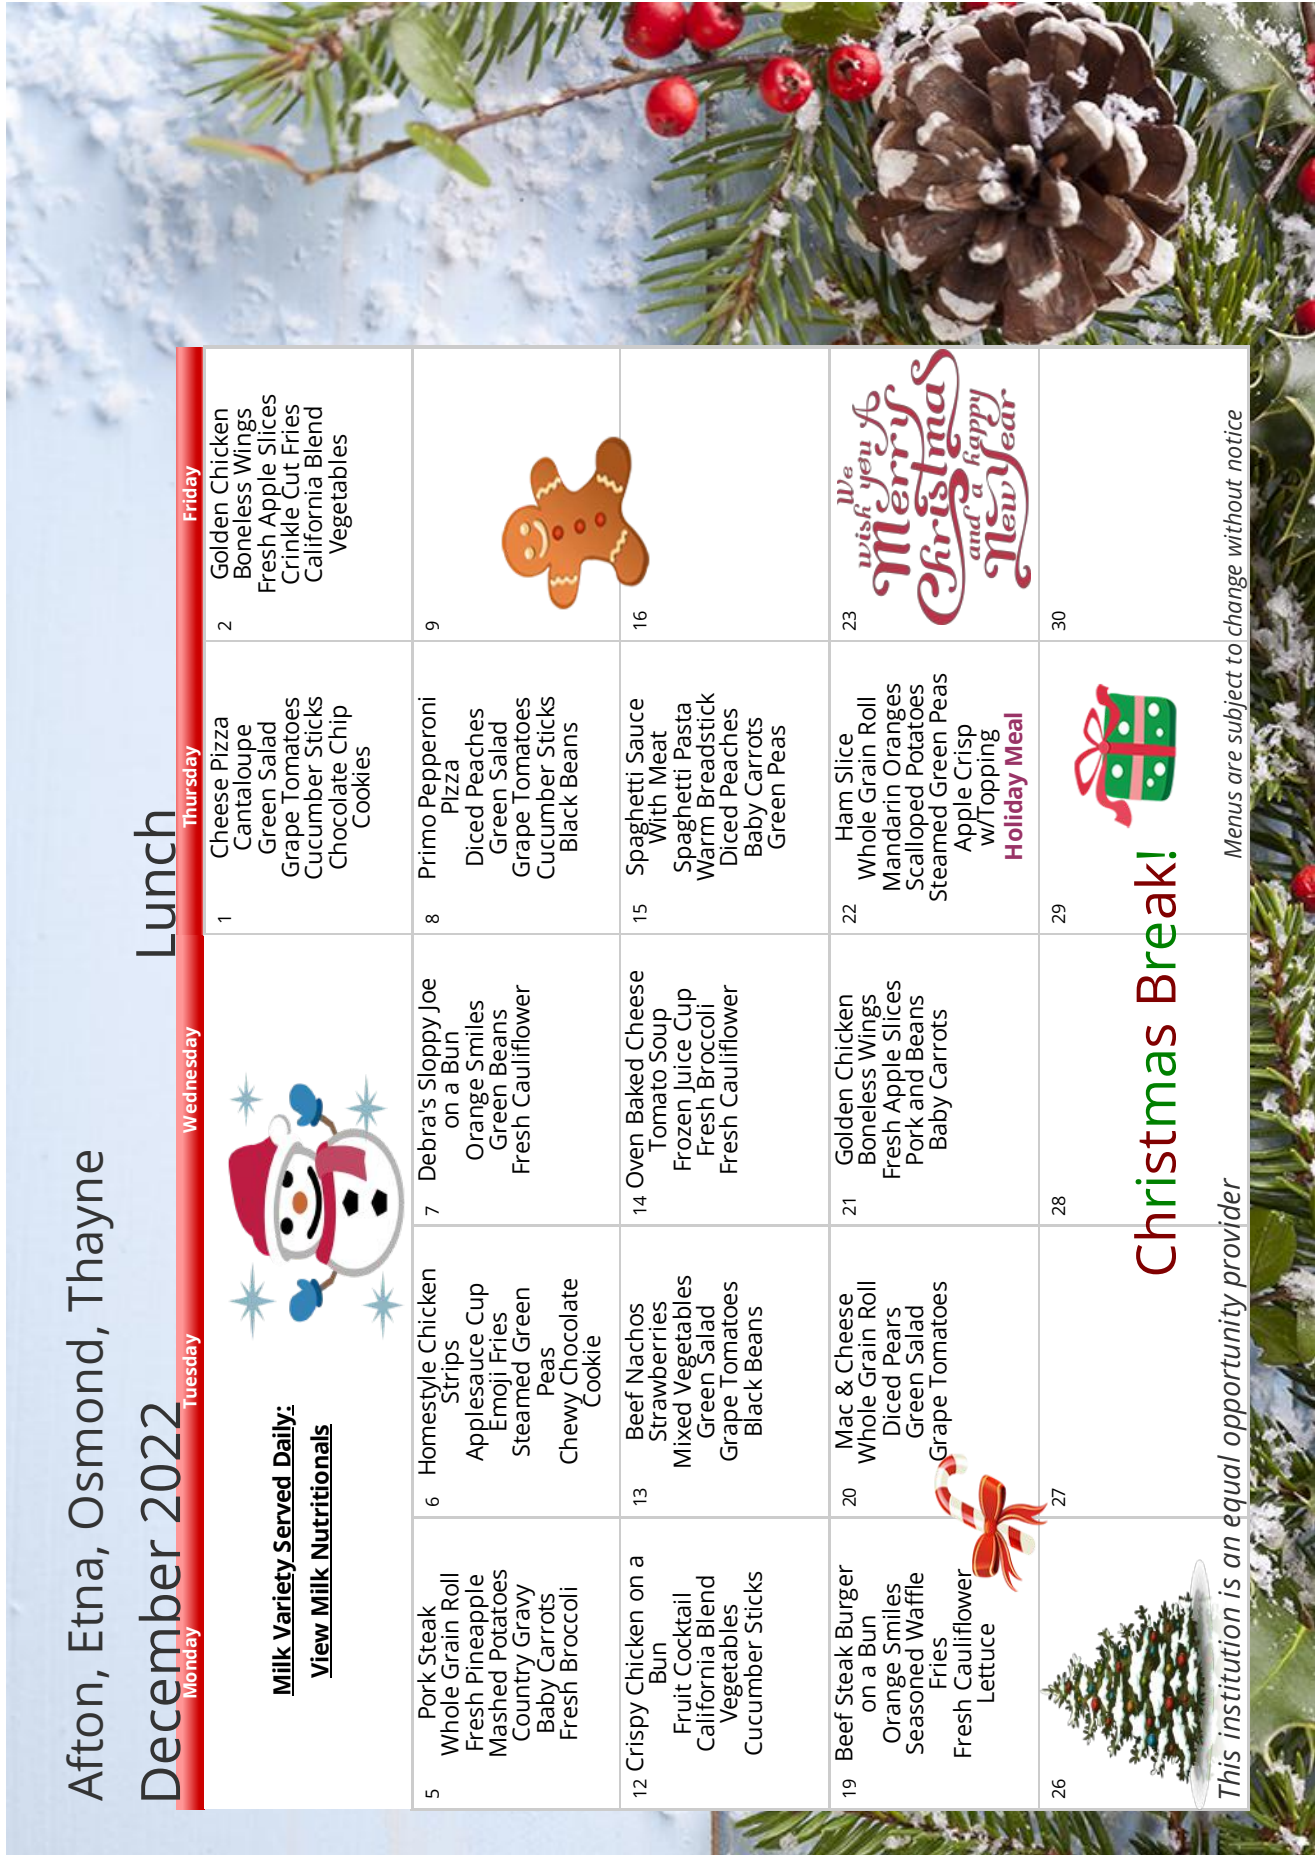 Afton, Etna, Osmond, Thayne
December 2022
Lunch
Monday
Tuesday
Wednesday
Thursday
Friday
Milk Variety Served Daily:
View Milk Nutritionals
1
Cheese Pizza
Cantaloupe
Green Salad
Grape Tomatoes
Cucumber Sticks
Chocolate Chip
Cookies
2
Golden Chicken
Boneless Wings
Fresh Apple Slices
Crinkle Cut Fries
California Blend
Vegetables
5
Pork Steak
Whole Grain Roll
Fresh Pineapple
Mashed Potatoes
Country Gravy
Baby Carrots
Fresh Broccoli
6
Homestyle Chicken
Strips
Applesauce Cup
Emoji Fries
Steamed Green
Peas
Chewy Chocolate
Cookie
7
Debra's Sloppy Joe
on a Bun
Orange Smiles
Green Beans
Fresh Cauliflower
8
Primo Pepperoni
Pizza
Diced Peaches
Green Salad
Grape Tomatoes
Cucumber Sticks
Black Beans
9
12 Crispy Chicken on a
Bun
Fruit Cocktail
California Blend
Vegetables
Cucumber Sticks
13
Beef Nachos
Strawberries
Mixed Vegetables
Green Salad
Grape Tomatoes
Black Beans
14 Oven Baked Cheese
Tomato Soup
Frozen Juice Cup
Fresh Broccoli
Fresh Cauliflower
15
Spaghetti Sauce
With Meat
Spaghetti Pasta
Warm Breadstick
Diced Peaches
Baby Carrots
Green Peas
16
19
Beef Steak Burger
on a Bun
Orange Smiles
Seasoned Waffle
Fries
Fresh Cauliflower
Lettuce
20
Mac & Cheese
Whole Grain Roll
Diced Pears
Green Salad
Grape Tomatoes
21
Golden Chicken
Boneless Wings
Fresh Apple Slices
Pork and Beans
Baby Carrots
22
Ham Slice
Whole Grain Roll
Mandarin Oranges
Scalloped Potatoes
Steamed Green Peas
Apple Crisp
w/Topping
Holiday Meal
23
We
wish you A
Merry
Christmas
and a happy
New Year
26
27
28
29
30
Christmas Break!
This institution is an equal opportunity provider
Menus are subject to change without notice